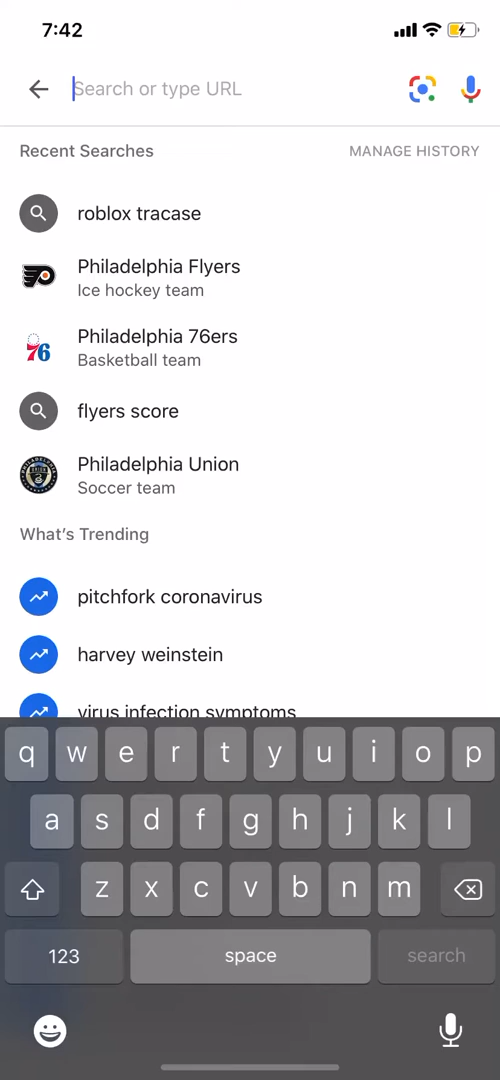 7:42
Search or type URL
Recent Searches MANAGE HISTORY
roblox tracase
Philadelphia Flyers
Ice hockey team
76
Philadelphia 76ers
Basketball team
flyers score
Philadelphia Union
Soccer team
What's Trending
pitchfork coronavirus
harvey weinstein
virus infection symptoms
q w e r t y u i o p
a s d f g h j k l
z x c v b n m
123 space search